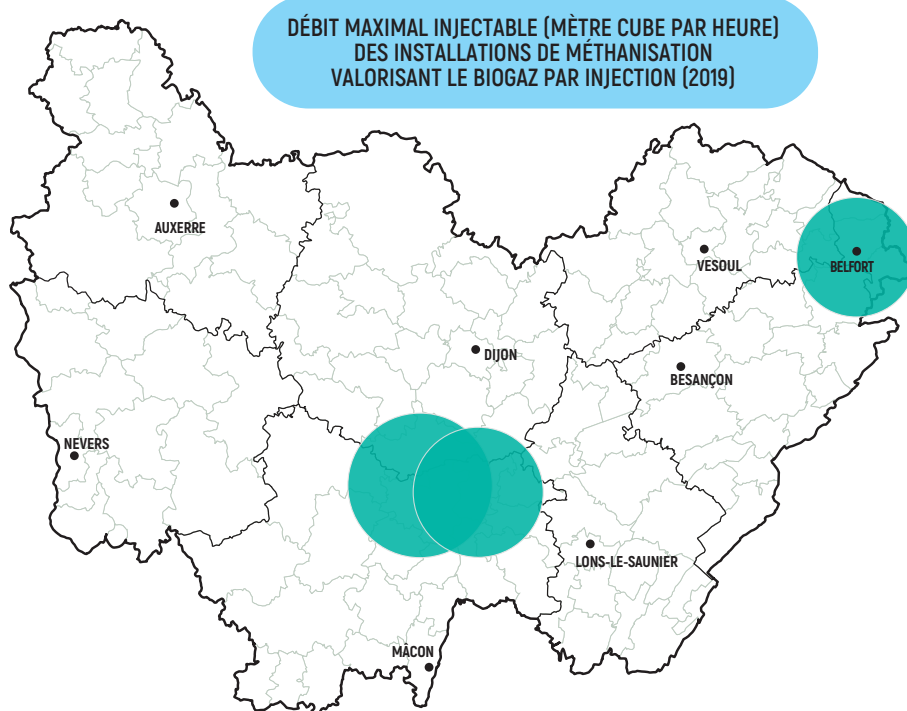 DÉBIT MAXIMAL INJECTABLE (MÈTRE CUBE PAR HEURE)
DES INSTALLATIONS DE MÉTHANISATION
VALORISANT LE BIOGAZ PAR INJECTION (2019)
AUXERRE
VESOUL
BELFORT
DIJON
BESANÇON
NEVERS
LONS-LE-SAUNIER
MÂCON